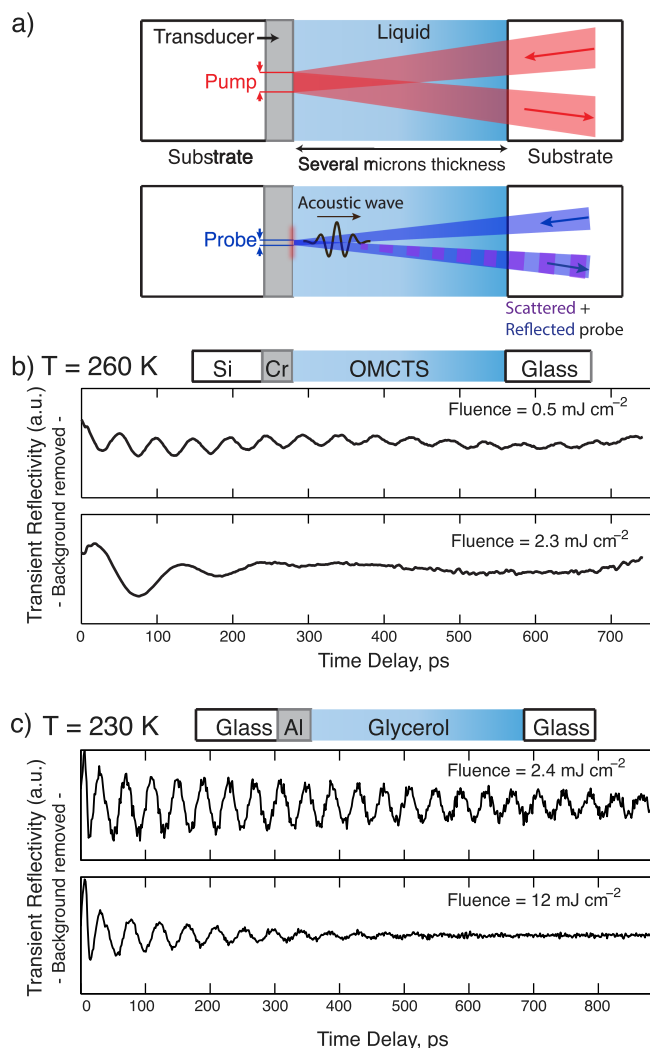 a)
Transducer
Liquid
Pump
Substrate
Several microns thickness
Substrate
Acoustic wave
Probe
Scattered +
Reflected probe
b) T = 260 K
Si
Cr
OMCTS
Glass
Transient Reflectivity (a.u.)
- Background removed -
Fluence = 0.5 mJ cm−2
Fluence = 2.3 mJ cm−2
0 100 200 300 400 500 600 700
Time Delay, ps
c) T = 230 K
Glass
Al
Glycerol
Glass
Transient Reflectivity (a.u.)
- Background removed -
Fluence = 2.4 mJ cm−2
Fluence = 12 mJ cm−2
0 100 200 300 400 500 600 700 800
Time Delay, ps